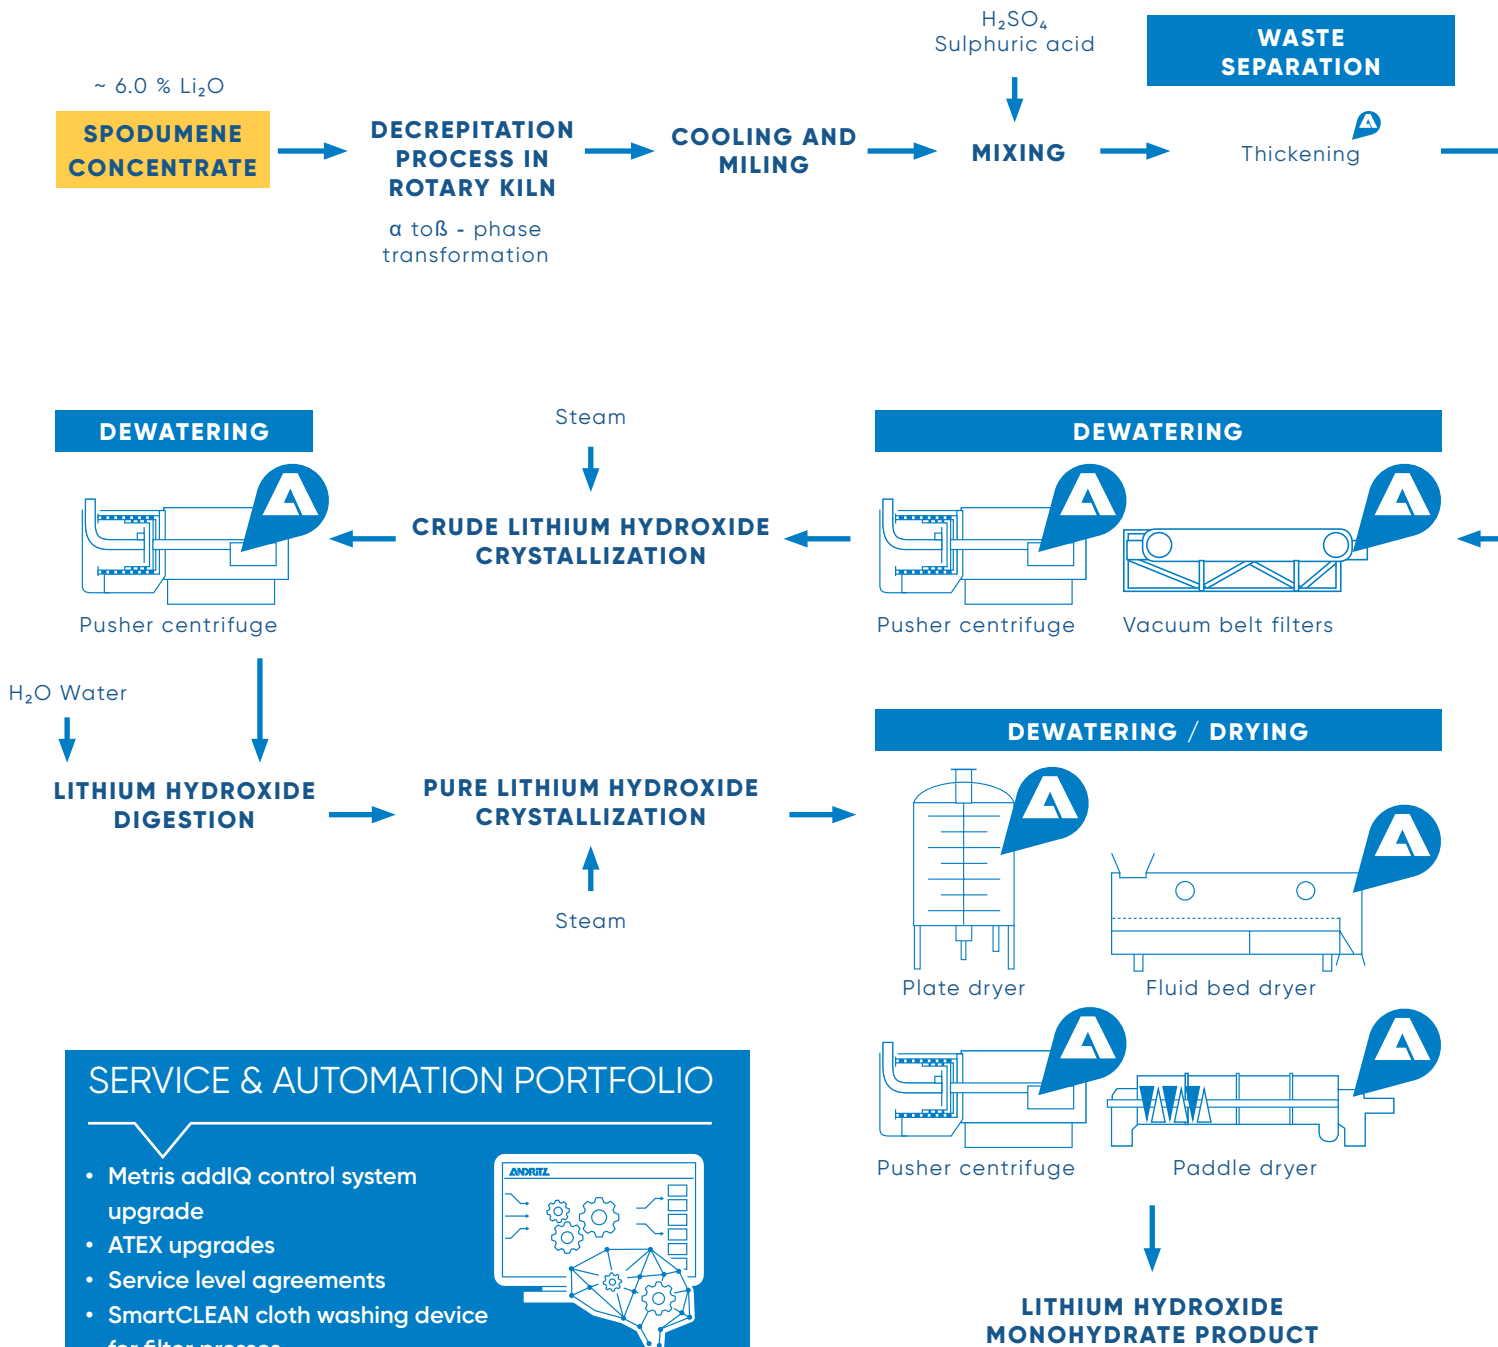 H₂SO₄
Sulphuric acid
WASTE
SEPARATION
~ 6.0 % Li₂O
SPODUMENE
CONCENTRATE
DECREPITATION
PROCESS IN
ROTARY KILN
α toß - phase
transformation
COOLING AND
MILING
MIXING
Thickening
DEWATERING
Pusher centrifuge
Steam
CRUDE LITHIUM HYDROXIDE
CRYSTALLIZATION
DEWATERING
Pusher centrifuge
Vacuum belt filters
H₂O Water
LITHIUM HYDROXIDE
DIGESTION
PURE LITHIUM HYDROXIDE
CRYSTALLIZATION
Steam
DEWATERING / DRYING
Plate dryer
Fluid bed dryer
Pusher centrifuge
Paddle dryer
LITHIUM HYDROXIDE
MONOHYDRATE PRODUCT
SERVICE & AUTOMATION PORTFOLIO
• Metris addIQ control system
upgrade
• ATEX upgrades
• Service level agreements
• SmartCLEAN cloth washing device
for filter presses
ANDRITZ